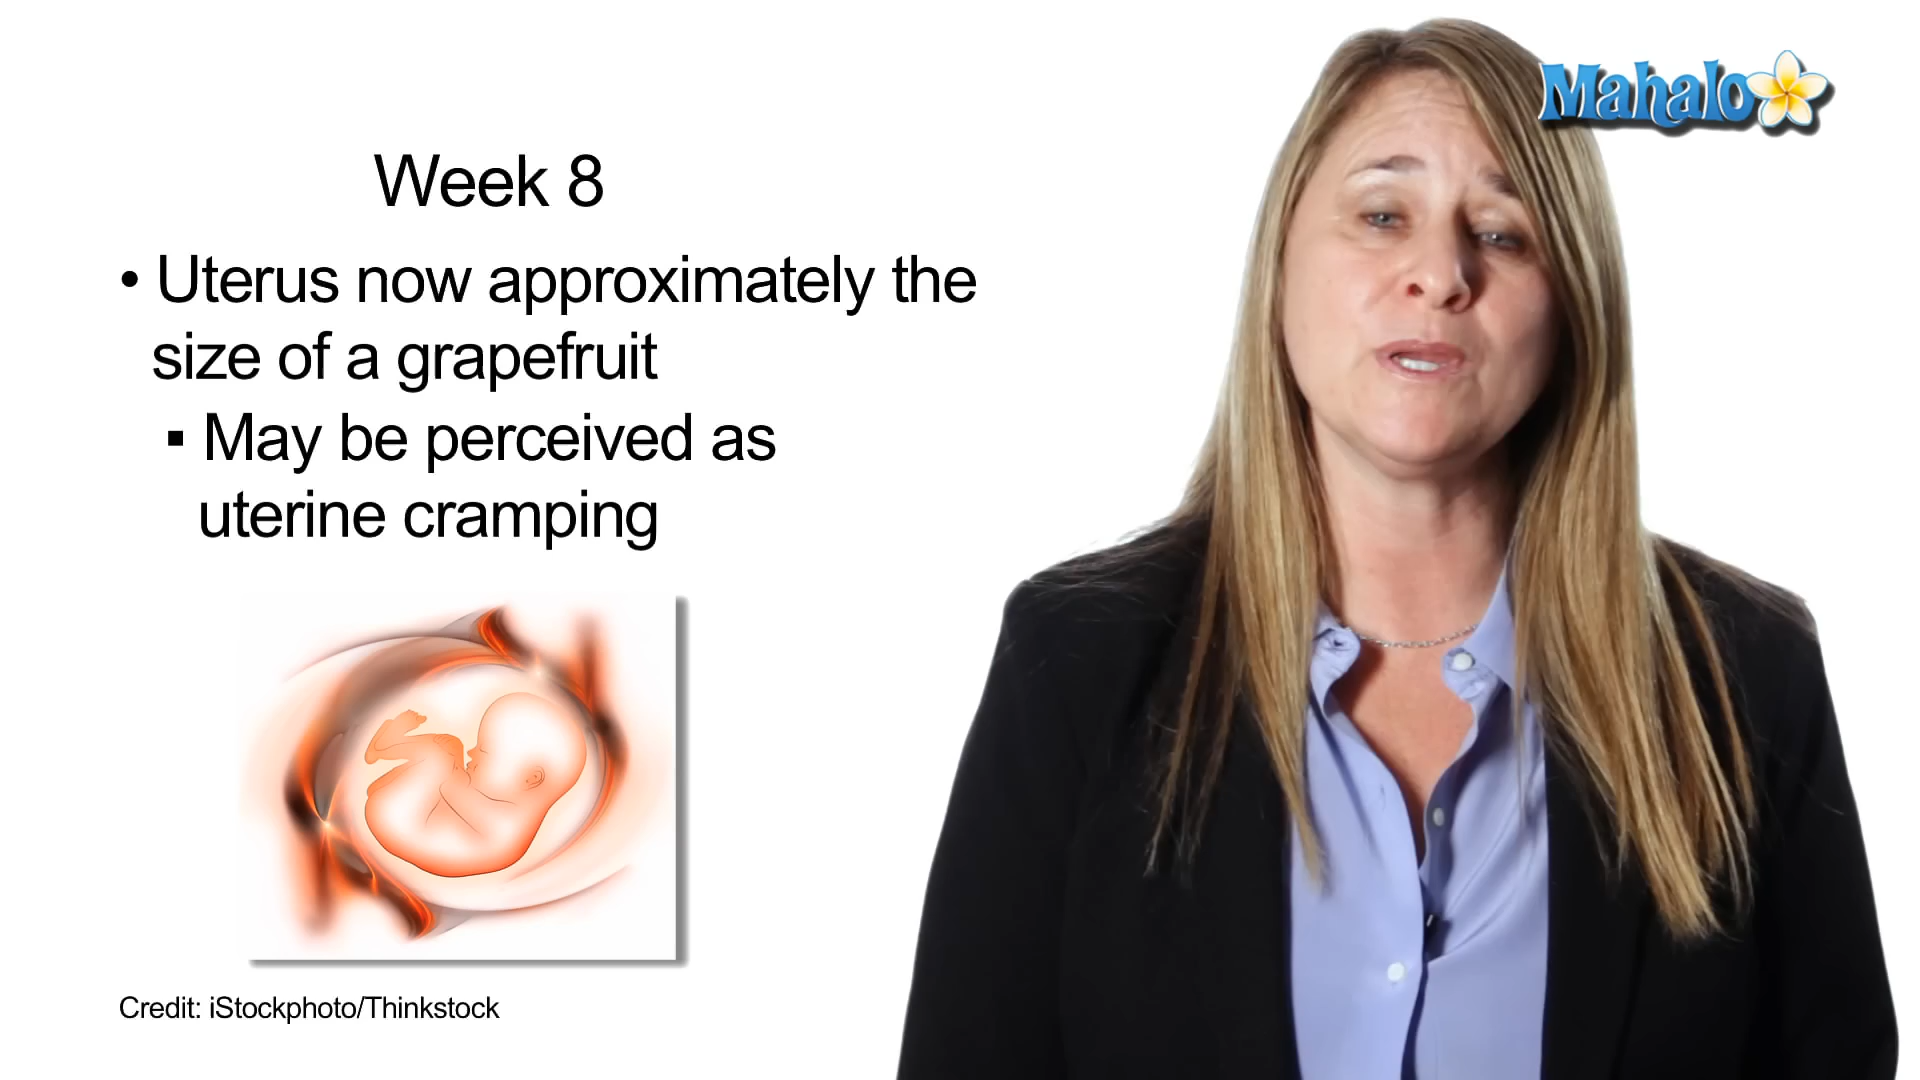 Mahalo
Week 8
• Uterus now approximately the
size of a grapefruit
▪ May be perceived as
uterine cramping
Credit: iStockphoto/Thinkstock